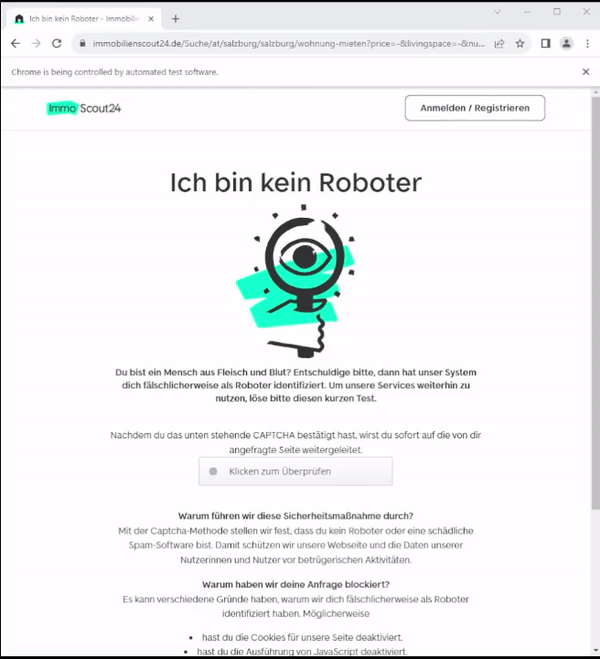 Ich bin kein Roboter - Immobilie
immobilienscout24.de/Suche/at/salzburg/salzburg/wohnung-mieten?price=-&livingspace=-&nu...
Chrome is being controlled by automated test software.
Immo Scout24
Anmelden / Registrieren
Ich bin kein Roboter
Du bist ein Mensch aus Fleisch und Blut? Entschuldige bitte, dann hat unser System
dich fälschlicherweise als Roboter identifiziert. Um unsere Services weiterhin zu
nutzen, löse bitte diesen kurzen Test.
Nachdem du das unten stehende CAPTCHA bestätigt hast, wirst du sofort auf die von dir
angefragte Seite weitergeleitet.
Klicken zum Überprüfen
Warum führen wir diese Sicherheitsmaßnahme durch?
Mit der Captcha-Methode stellen wir fest, dass du kein Roboter oder eine schädliche
Spam-Software bist. Damit schützen wir unsere Webseite und die Daten unserer
Nutzerinnen und Nutzer vor betrügerischen Aktivitäten.
Warum haben wir deine Anfrage blockiert?
Es kann verschiedene Gründe haben, warum wir dich fälschlicherweise als Roboter
identifiziert haben. Möglicherweise
• hast du die Cookies für unsere Seite deaktiviert.
• hast du die Ausführung von JavaScript deaktiviert.